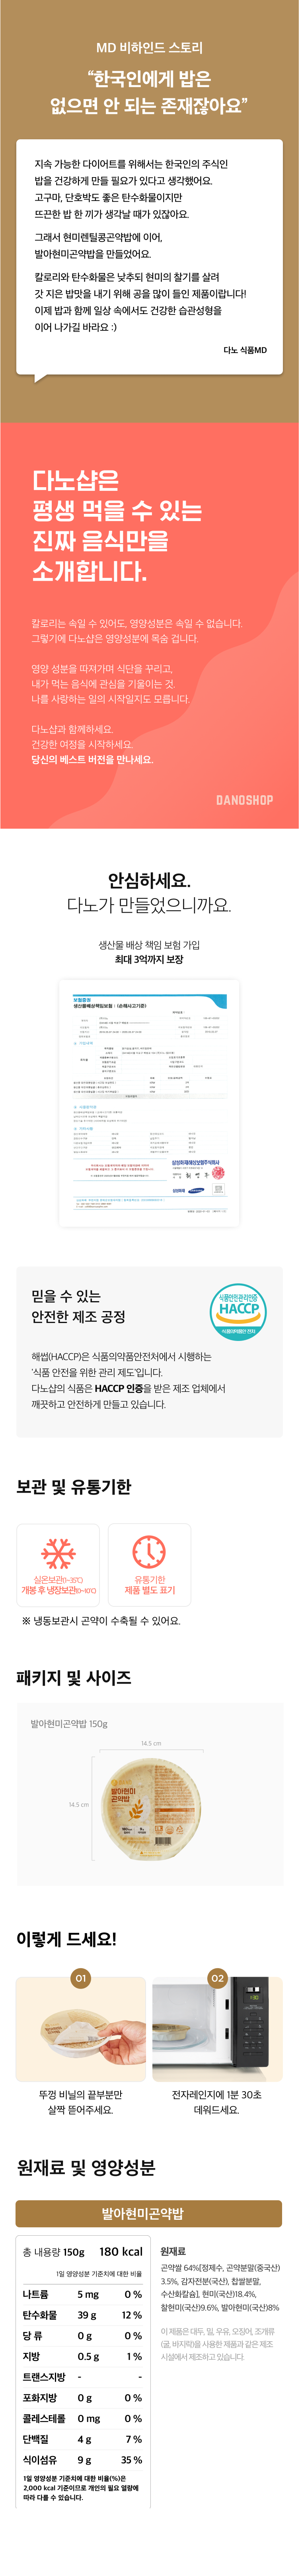 MD 비하인드 스토리
“한국인에게 밥은
없으면 안 되는 존재잖아요”
지속 가능한 다이어트를 위해서는 한국인의 주식인
밥을 건강하게 만들 필요가 있다고 생각했어요.
고구마, 단호박도 좋은 탄수화물이지만
뜨끈한 밥 한 끼가 생각날 때가 있잖아요.
그래서 현미렌틸콩곤약밥에 이어,
발아현미곤약밥을 만들었어요.
칼로리와 탄수화물은 낮추되 현미의 찰기를 살려
갓 지은 밥맛을 내기 위해 공을 많이 들인 제품이랍니다!
이제 밥과 함께 일상 속에서도 건강한 습관성형을
이어 나가길 바라요 :)
다노 식품MD
다노샵은
평생 먹을 수 있는
진짜 음식만을
소개합니다.
칼로리는 속일 수 있어도, 영양성분은 속일 수 없습니다.
그렇기에 다노샵은 영양성분에 목숨 겁니다.
영양 성분을 따져가며 식단을 꾸리고,
내가 먹는 음식에 관심을 기울이는 것.
나를 사랑하는 일의 시작일지도 모릅니다.
다노샵과 함께하세요.
건강한 여정을 시작하세요.
당신의 베스트 버전을 만나세요.
DANOSHOP
안심하세요.
다노가 만들었으니까요.
생산물 배상 책임 보험 가입
최대 3억까지 보장
보험증권
생산물배상책임보험 : (손해사고기준)
삼성화재해상보험주식회사
삼성화재
SAMSUNG
믿을 수 있는
안전한 제조 공정
식품안전관리인증
HACCP
식품의약품안전처
해썹(HACCP)은 식품의약품안전처에서 시행하는
'식품 안전을 위한 관리 제도'입니다.
다노샵의 식품은 HACCP 인증을 받은 제조 업체에서
깨끗하고 안전하게 만들고 있습니다.
보관 및 유통기한
실온보관(1~35℃)
개봉 후 냉장보관(0~10℃)
유통기한
제품 별도 표기
※ 냉동보관시 곤약이 수축될 수 있어요.
패키지 및 사이즈
발아현미곤약밥 150g
14.5 cm
14.5 cm
발아현미
곤약밥
이렇게 드세요!
01
02
1:30
뚜껑 비닐의 끝부분만
살짝 뜯어주세요.
전자레인지에 1분 30초
데워드세요.
원재료 및 영양성분
발아현미곤약밥
총 내용량 150g 180 kcal
1일 영양성분 기준치에 대한 비율
나트륨 5 mg 0 %
탄수화물 39 g 12 %
당 류 0 g 0 %
지방 0.5 g 1 %
트랜스지방 - -
포화지방 0 g 0 %
콜레스테롤 0 mg 0 %
단백질 4 g 7 %
식이섬유 9 g 35 %
1일 영양성분 기준치에 대한 비율(%)은
2,000 kcal 기준이므로 개인의 필요 열량에
따라 다를 수 있습니다.
원재료
곤약쌀 64%[정제수, 곤약분말(중국산)
3.5%, 감자전분(국산), 찹쌀분말,
수산화칼슘], 현미(국산)18.4%,
찰현미(국산)9.6%, 발아현미(국산)8%
이 제품은 대두, 밀, 우유, 오징어, 조개류
(굴, 바지락)를 사용한 제품과 같은 제조
시설에서 제조하고 있습니다.